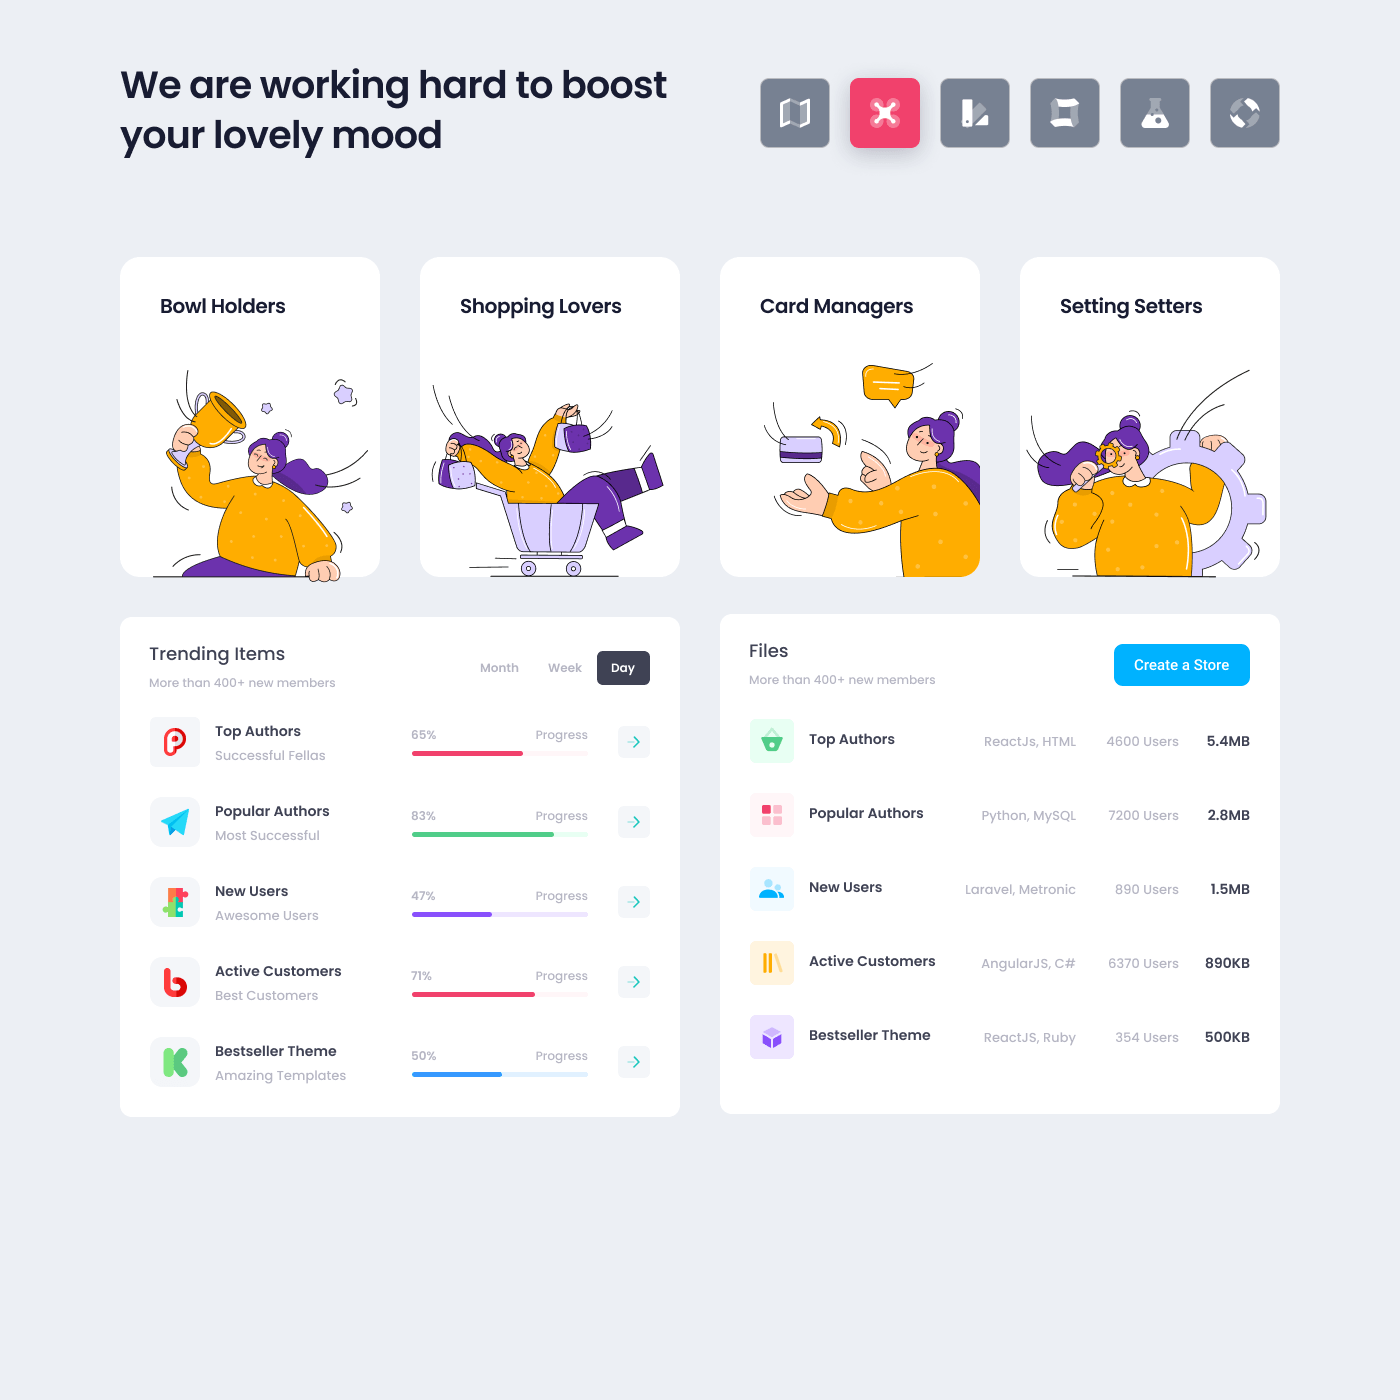 We are working hard to boost
your lovely mood
Bowl Holders
Shopping Lovers
Card Managers
Setting Setters
Trending Items
More than 400+ new members
Month
Week
Day
Top Authors
Successful Fellas
65%
Progress
Popular Authors
Most Successful
83%
Progress
New Users
Awesome Users
47%
Progress
Active Customers
Best Customers
71%
Progress
Bestseller Theme
Amazing Templates
50%
Progress
Files
More than 400+ new members
Create a Store
Top Authors
ReactJs, HTML
4600 Users
5.4MB
Popular Authors
Python, MySQL
7200 Users
2.8MB
New Users
Laravel, Metronic
890 Users
1.5MB
Active Customers
AngularJS, C#
6370 Users
890KB
Bestseller Theme
ReactJS, Ruby
354 Users
500KB